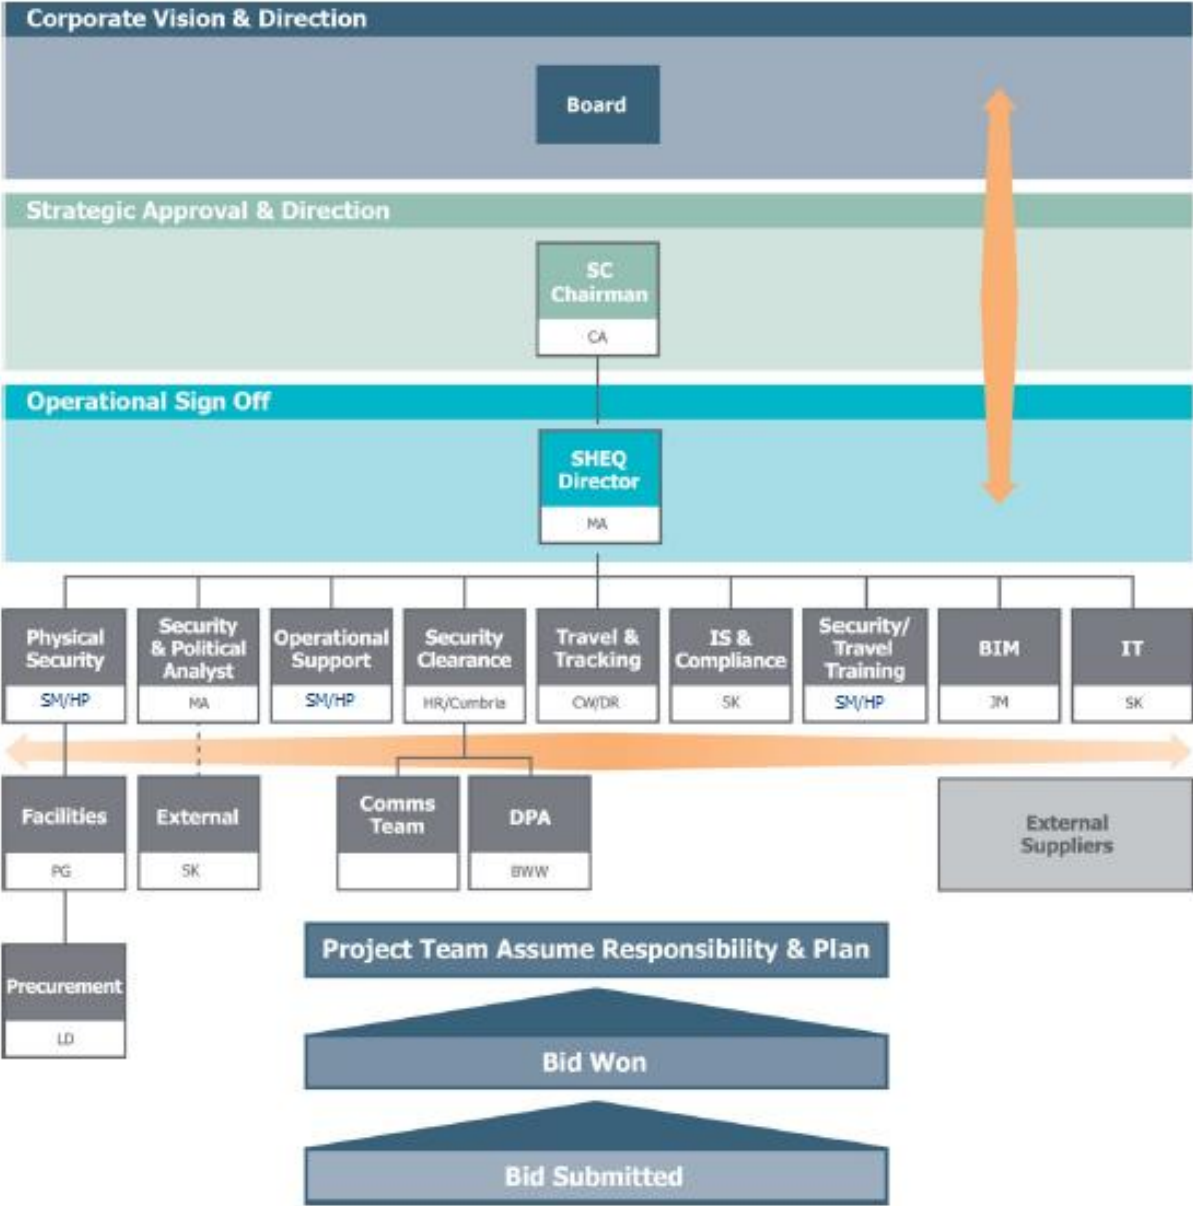 Corporate Vision & Direction
Board
Strategic Approval & Direction
SC
Chairman
CA
Operational Sign Off
SHEQ
Director
MA
Physical
Security
SM/HP
Security
& Political
Analyst
MA
Operational
Support
SM/HP
Security
Clearance
HR/Cumbria
Travel &
Tracking
CW/DR
IS &
Compliance
SK
Security/
Travel
Training
SM/HP
BIM
JM
IT
SK
Facilities
PG
External
SK
Comms
Team
DPA
BWW
External
Suppliers
Procurement
LD
Project Team Assume Responsibility & Plan
Bid Won
Bid Submitted